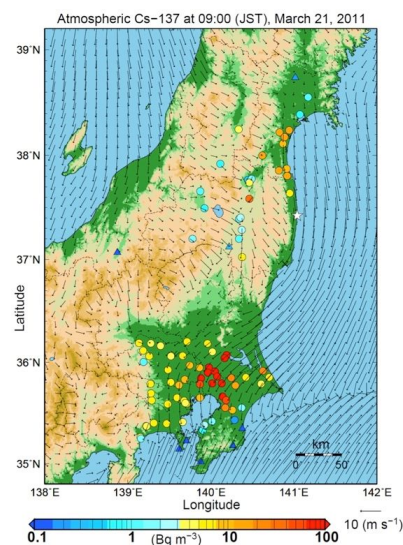 Atmospheric Cs−137 at 09:00 (JST), March 21, 2011
39˚N
38˚N
37˚N
36˚N
35˚N
Latitude
km
0 50
138˚E 139˚E 140˚E 141˚E 142˚E
Longitude
0.1 1 (Bq m⁻³) 10 100 10 (m s⁻¹)